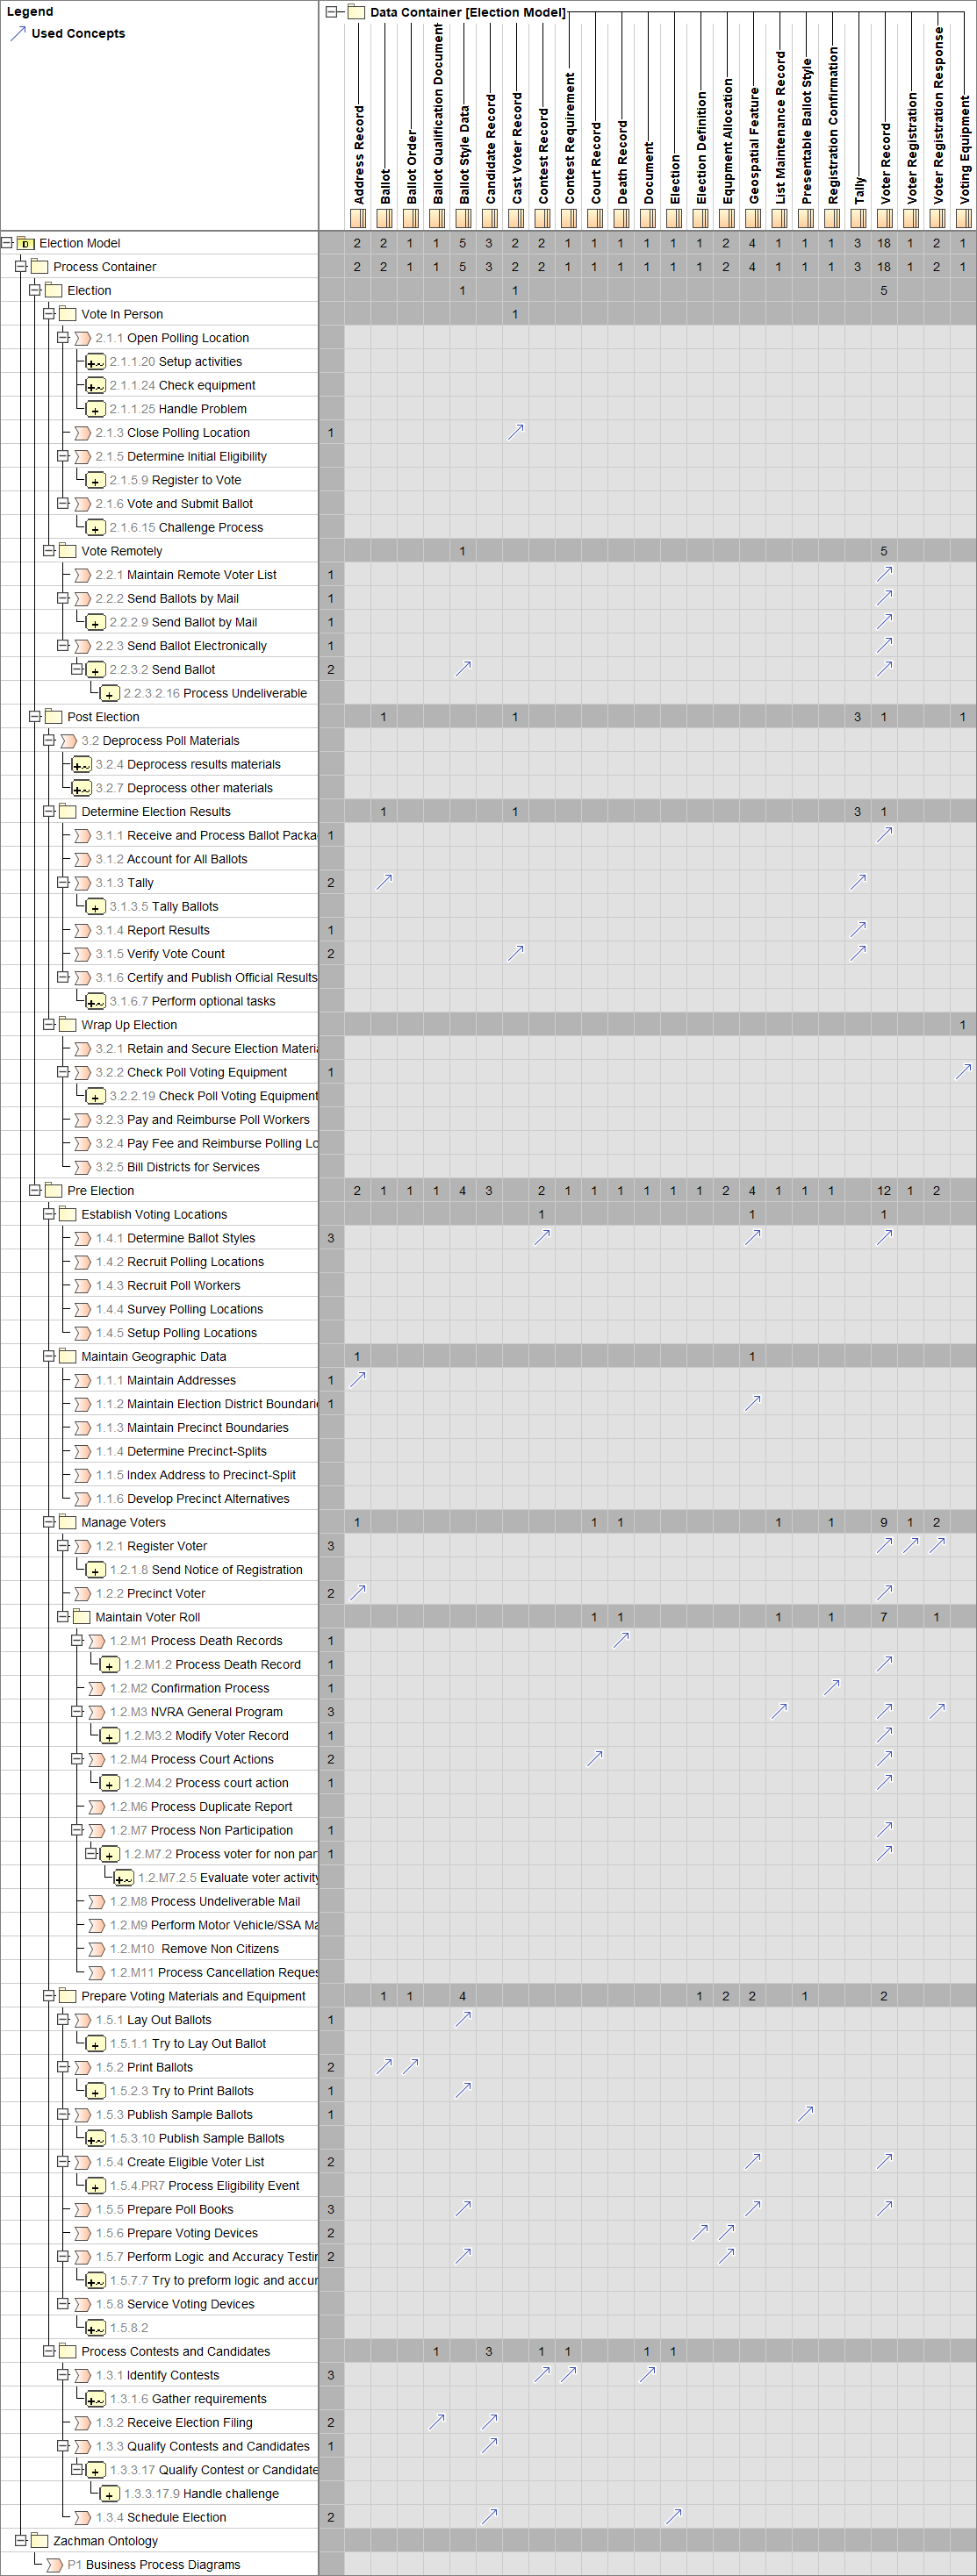 Legend
Used Concepts
Data Container [Election Model]
Address Record
Ballot
Ballot Order
Ballot Qualification Document
Ballot Style Data
Candidate Record
Cast Voter Record
Contest Record
Contest Requirement
Court Record
Death Record
Document
Election
Election Definition
Equpment Allocation
Geospatial Feature
List Maintenance Record
Presentable Ballot Style
Registration Confirmation
Tally
Voter Record
Voter Registration
Voter Registration Response
Voting Equipment
Election Model 2 2 1 1 5 3 2 2 1 1 1 1 1 1 2 4 1 1 1 3 18 1 2 1
Process Container 2 2 1 1 5 3 2 2 1 1 1 1 1 1 2 4 1 1 1 3 18 1 2 1
Election 1 1 5
Vote In Person 1
2.1.1 Open Polling Location
2.1.1.20 Setup activities
2.1.1.24 Check equipment
2.1.1.25 Handle Problem
2.1.3 Close Polling Location 1
2.1.5 Determine Initial Eligibility
2.1.5.9 Register to Vote
2.1.6 Vote and Submit Ballot
2.1.6.15 Challenge Process
Vote Remotely 1 5
2.2.1 Maintain Remote Voter List 1
2.2.2 Send Ballots by Mail 1
2.2.2.9 Send Ballot by Mail 1
2.2.3 Send Ballot Electronically 1
2.2.3.2 Send Ballot 2
2.2.3.2.16 Process Undeliverable
Post Election 1 1 3 1 1
3.2 Deprocess Poll Materials
3.2.4 Deprocess results materials
3.2.7 Deprocess other materials
Determine Election Results 1 1 3 1
3.1.1 Receive and Process Ballot Packa 1
3.1.2 Account for All Ballots
3.1.3 Tally 2
3.1.3.5 Tally Ballots
3.1.4 Report Results 1
3.1.5 Verify Vote Count 2
3.1.6 Certify and Publish Official Results
3.1.6.7 Perform optional tasks
Wrap Up Election 1
3.2.1 Retain and Secure Election Materia
3.2.2 Check Poll Voting Equipment 1
3.2.2.19 Check Poll Voting Equipment
3.2.3 Pay and Reimburse Poll Workers
3.2.4 Pay Fee and Reimburse Polling Lo
3.2.5 Bill Districts for Services
Pre Election 2 1 1 1 4 3 2 1 1 1 1 1 1 2 4 1 1 1 12 1 2
Establish Voting Locations 1 1 1
1.4.1 Determine Ballot Styles 3
1.4.2 Recruit Polling Locations
1.4.3 Recruit Poll Workers
1.4.4 Survey Polling Locations
1.4.5 Setup Polling Locations
Maintain Geographic Data 1 1
1.1.1 Maintain Addresses 1
1.1.2 Maintain Election District Boundarie 1
1.1.3 Maintain Precinct Boundaries
1.1.4 Determine Precinct-Splits
1.1.5 Index Address to Precinct-Split
1.1.6 Develop Precinct Alternatives
Manage Voters 1 1 1 1 1 9 1 2
1.2.1 Register Voter 3
1.2.1.8 Send Notice of Registration
1.2.2 Precinct Voter 2
Maintain Voter Roll 1 1 1 1 7 1
1.2.M1 Process Death Records 1
1.2.M1.2 Process Death Record 1
1.2.M2 Confirmation Process 1
1.2.M3 NVRA General Program 3
1.2.M3.2 Modify Voter Record 1
1.2.M4 Process Court Actions 2
1.2.M4.2 Process court action 1
1.2.M6 Process Duplicate Report
1.2.M7 Process Non Participation 1
1.2.M7.2 Process voter for non par 1
1.2.M7.2.5 Evaluate voter activity
1.2.M8 Process Undeliverable Mail
1.2.M9 Perform Motor Vehicle/SSA Ma
1.2.M10 Remove Non Citizens
1.2.M11 Process Cancellation Reques
Prepare Voting Materials and Equipment 1 1 4 1 2 2 1 2
1.5.1 Lay Out Ballots 1
1.5.1.1 Try to Lay Out Ballot
1.5.2 Print Ballots 2
1.5.2.3 Try to Print Ballots 1
1.5.3 Publish Sample Ballots 1
1.5.3.10 Publish Sample Ballots
1.5.4 Create Eligible Voter List 2
1.5.4.PR7 Process Eligibility Event
1.5.5 Prepare Poll Books 3
1.5.6 Prepare Voting Devices 2
1.5.7 Perform Logic and Accuracy Testir 2
1.5.7.7 Try to preform logic and accur
1.5.8 Service Voting Devices
1.5.8.2
Process Contests and Candidates 1 3 1 1 1 1
1.3.1 Identify Contests 3
1.3.1.6 Gather requirements
1.3.2 Receive Election Filing 2
1.3.3 Qualify Contests and Candidates 1
1.3.3.17 Qualify Contest or Candidate
1.3.3.17.9 Handle challenge
1.3.4 Schedule Election 2
Zachman Ontology
P1 Business Process Diagrams